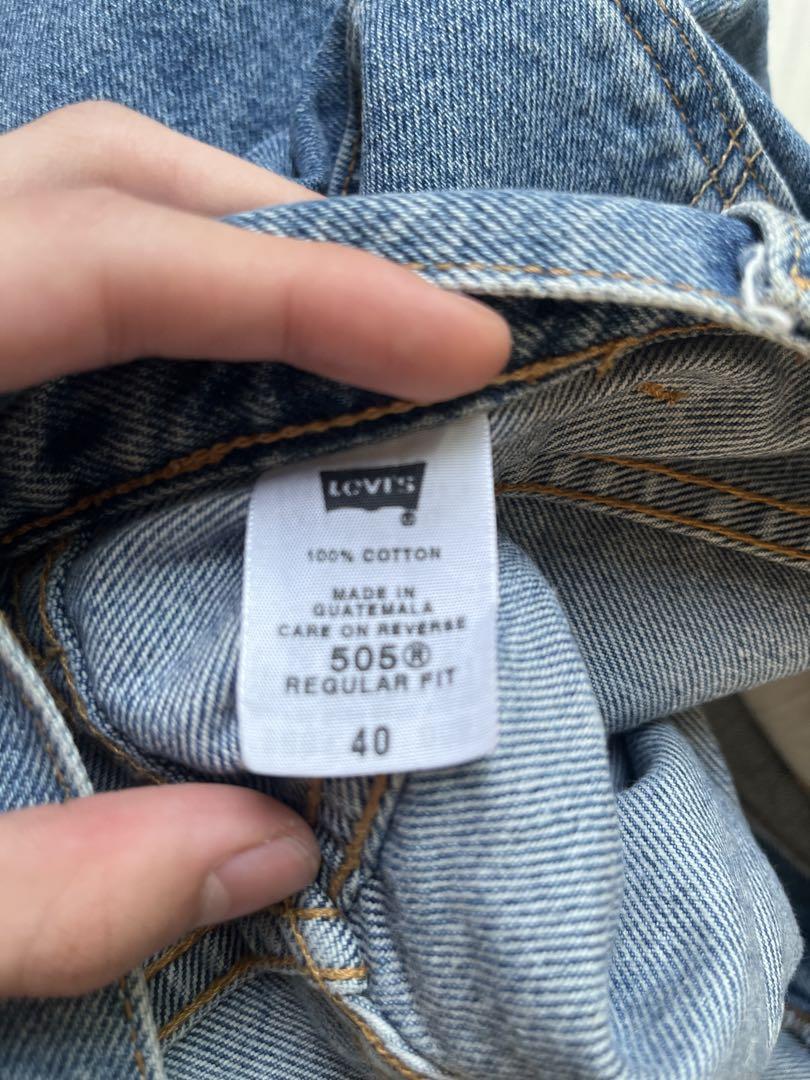 LEVI'S
®
100% COTTON
MADE IN
GUATEMALA
CARE ON REVERSE
505®
REGULAR FIT
40